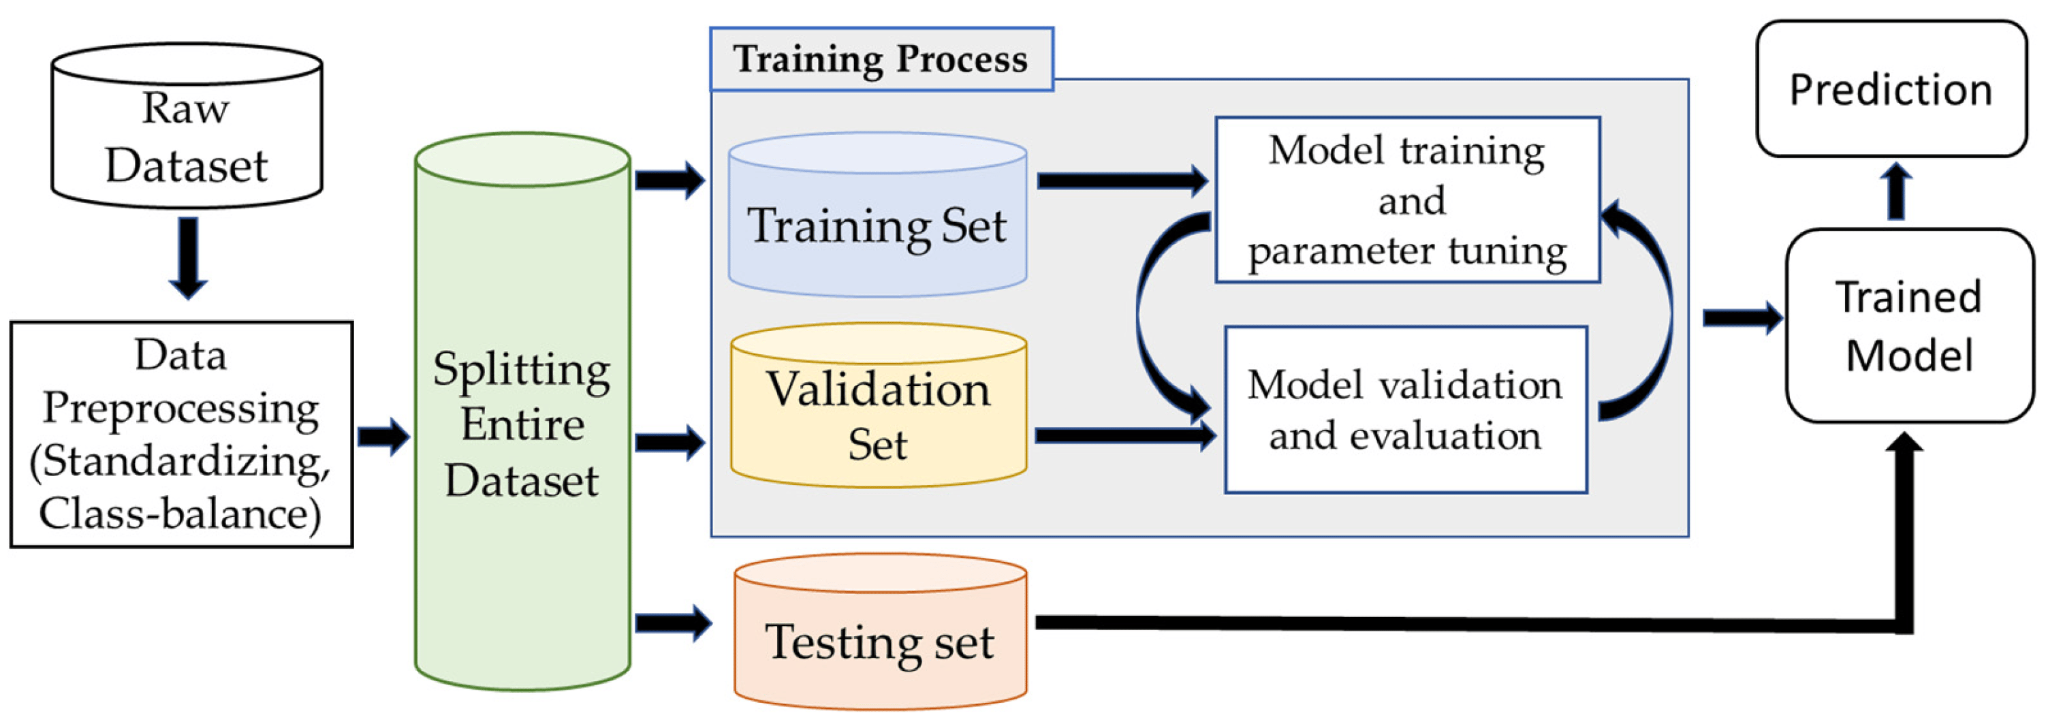 Raw
Dataset
Data
Preprocessing
(Standardizing,
Class-balance)
Splitting
Entire
Dataset
Training Process
Training Set
Validation
Set
Testing set
Model training
and
parameter tuning
Model validation
and evaluation
Trained
Model
Prediction